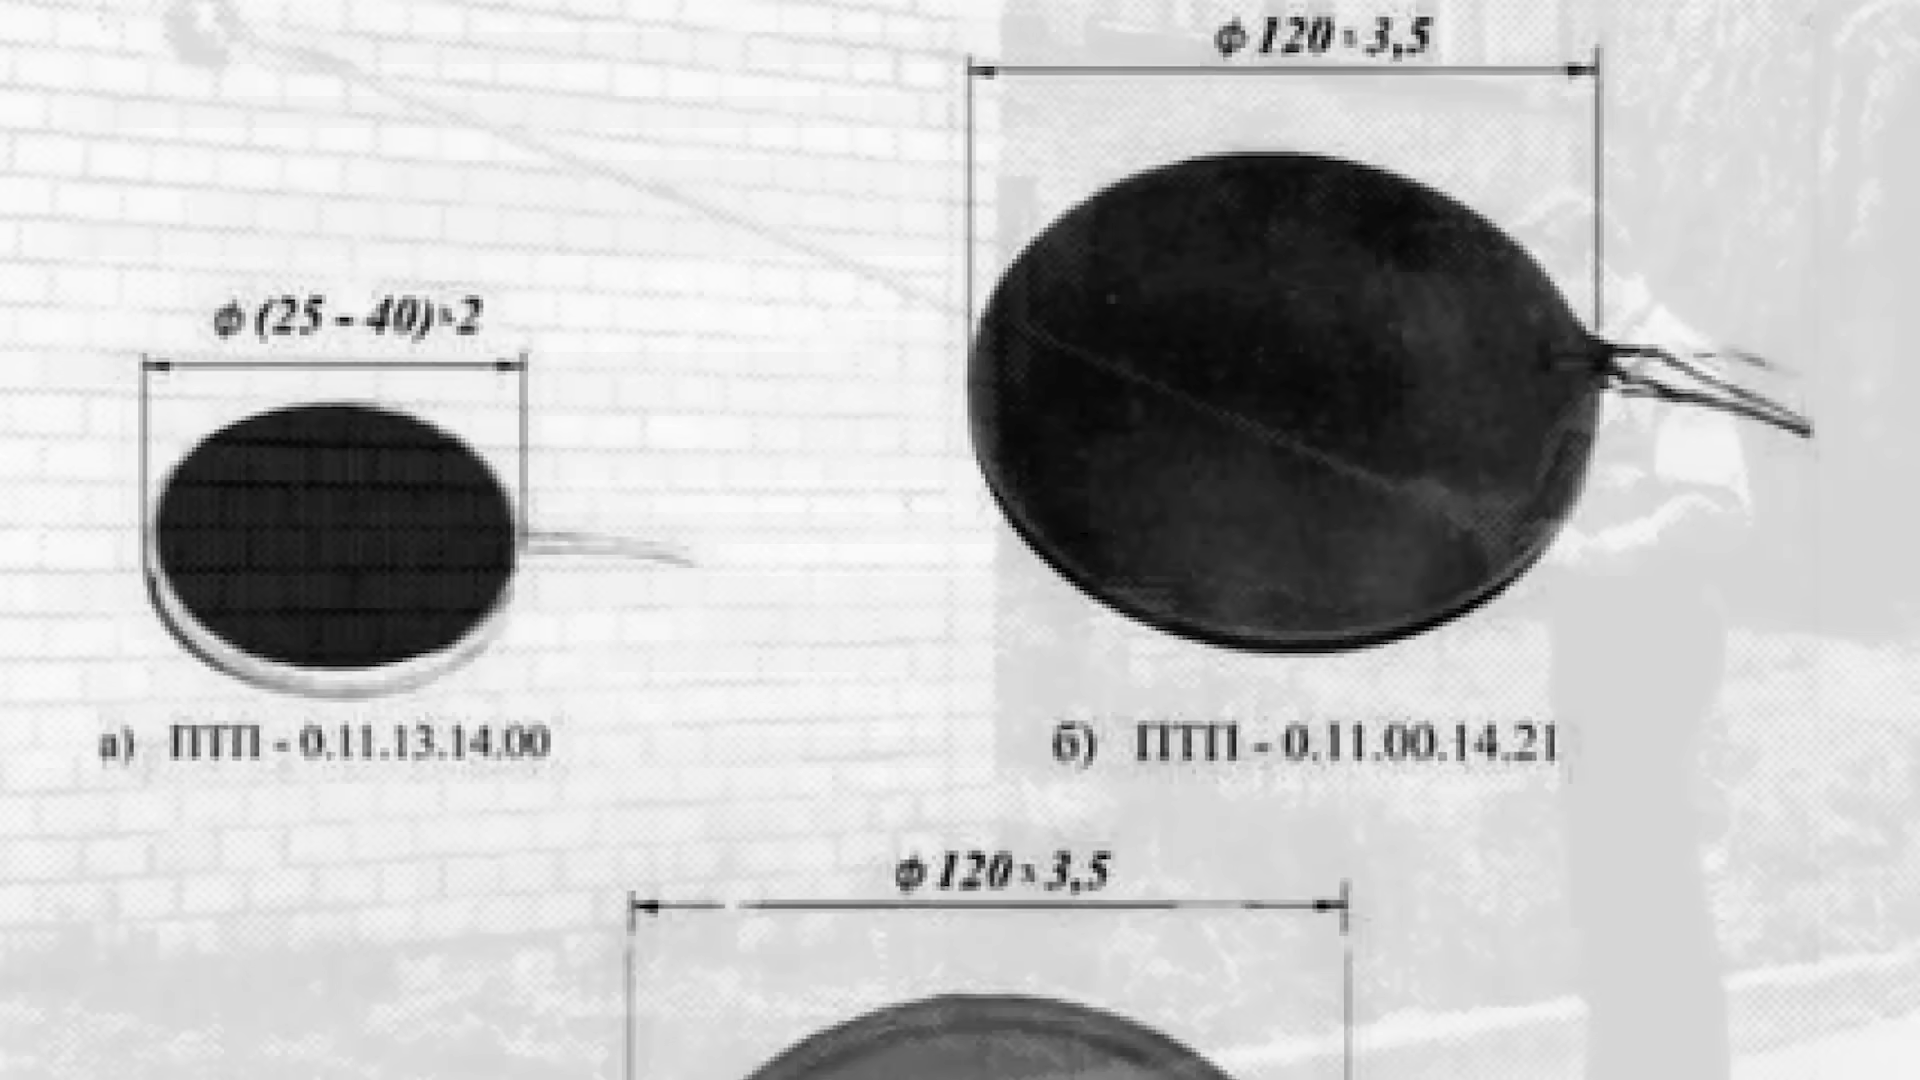 ф 120 × 3,5
ф (25 - 40) × 2
а) ПТП - 0.11.13.14.00
б) ПТП - 0.11.00.14.21
ф 120 × 3,5